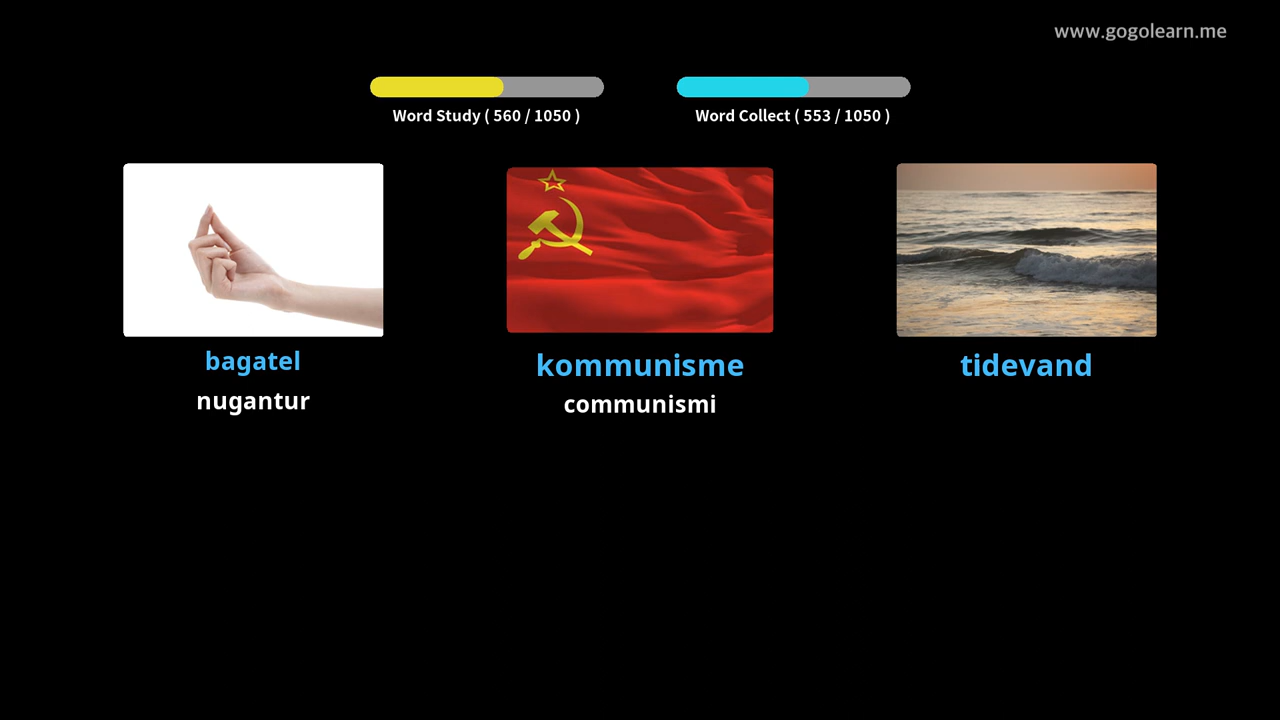 www.gogolearn.me
Word Study ( 560 / 1050 )
Word Collect ( 553 / 1050 )
bagatel
nugantur
kommunisme
communismi
tidevand